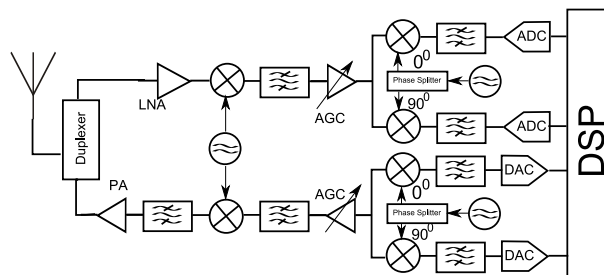 ADC
0⁰
Phase Splitter
LNA
AGC
90⁰
ADC
Duplexer
DSP
PA
AGC
DAC
0⁰
Phase Splitter
90⁰
DAC